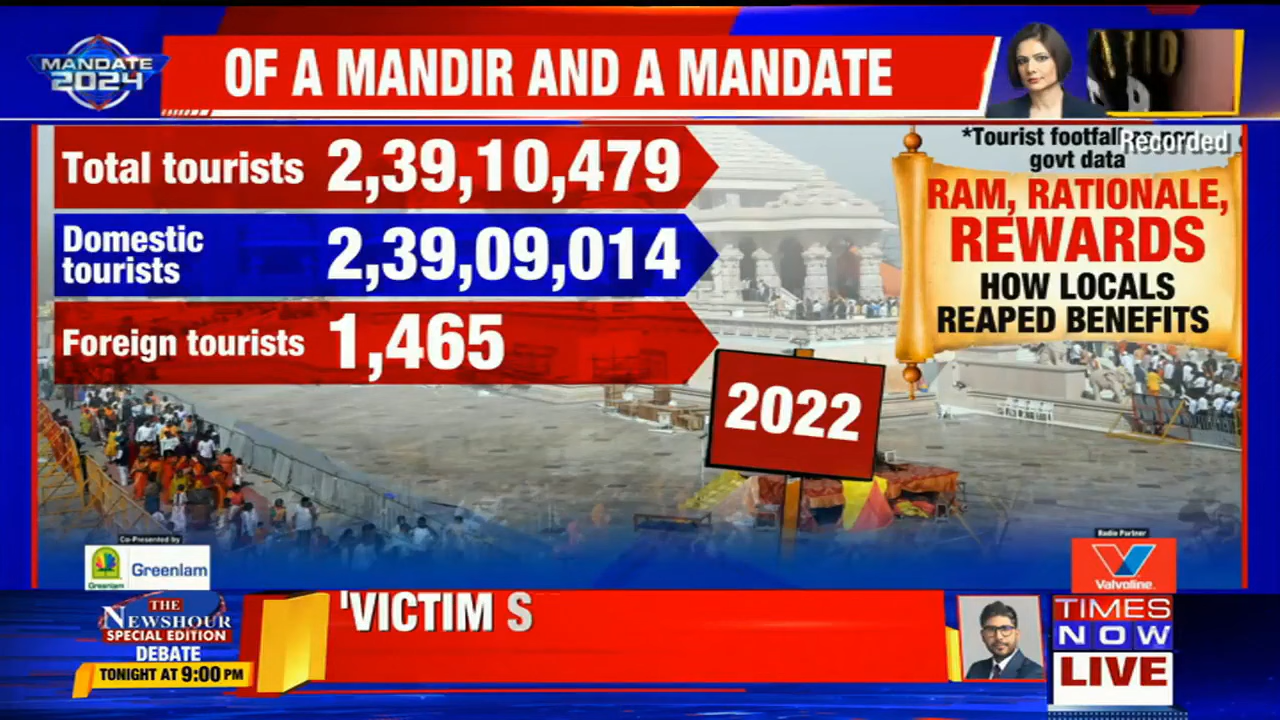 MANDATE
2024
OF A MANDIR AND A MANDATE
Total tourists 2,39,10,479
Domestic
tourists
2,39,09,014
Foreign tourists 1,465
2022
*Tourist footfall
Recorded
govt data
RAM, RATIONALE,
REWARDS
HOW LOCALS
REAPED BENEFITS
Co-Presented by
Greenlam
Greenlam
Radio Partner
Valvoline
THE
NEWSHOUR
SPECIAL EDITION
DEBATE
TONIGHT AT 9:00 PM
'VICTIM S
TIMES
NOW
LIVE